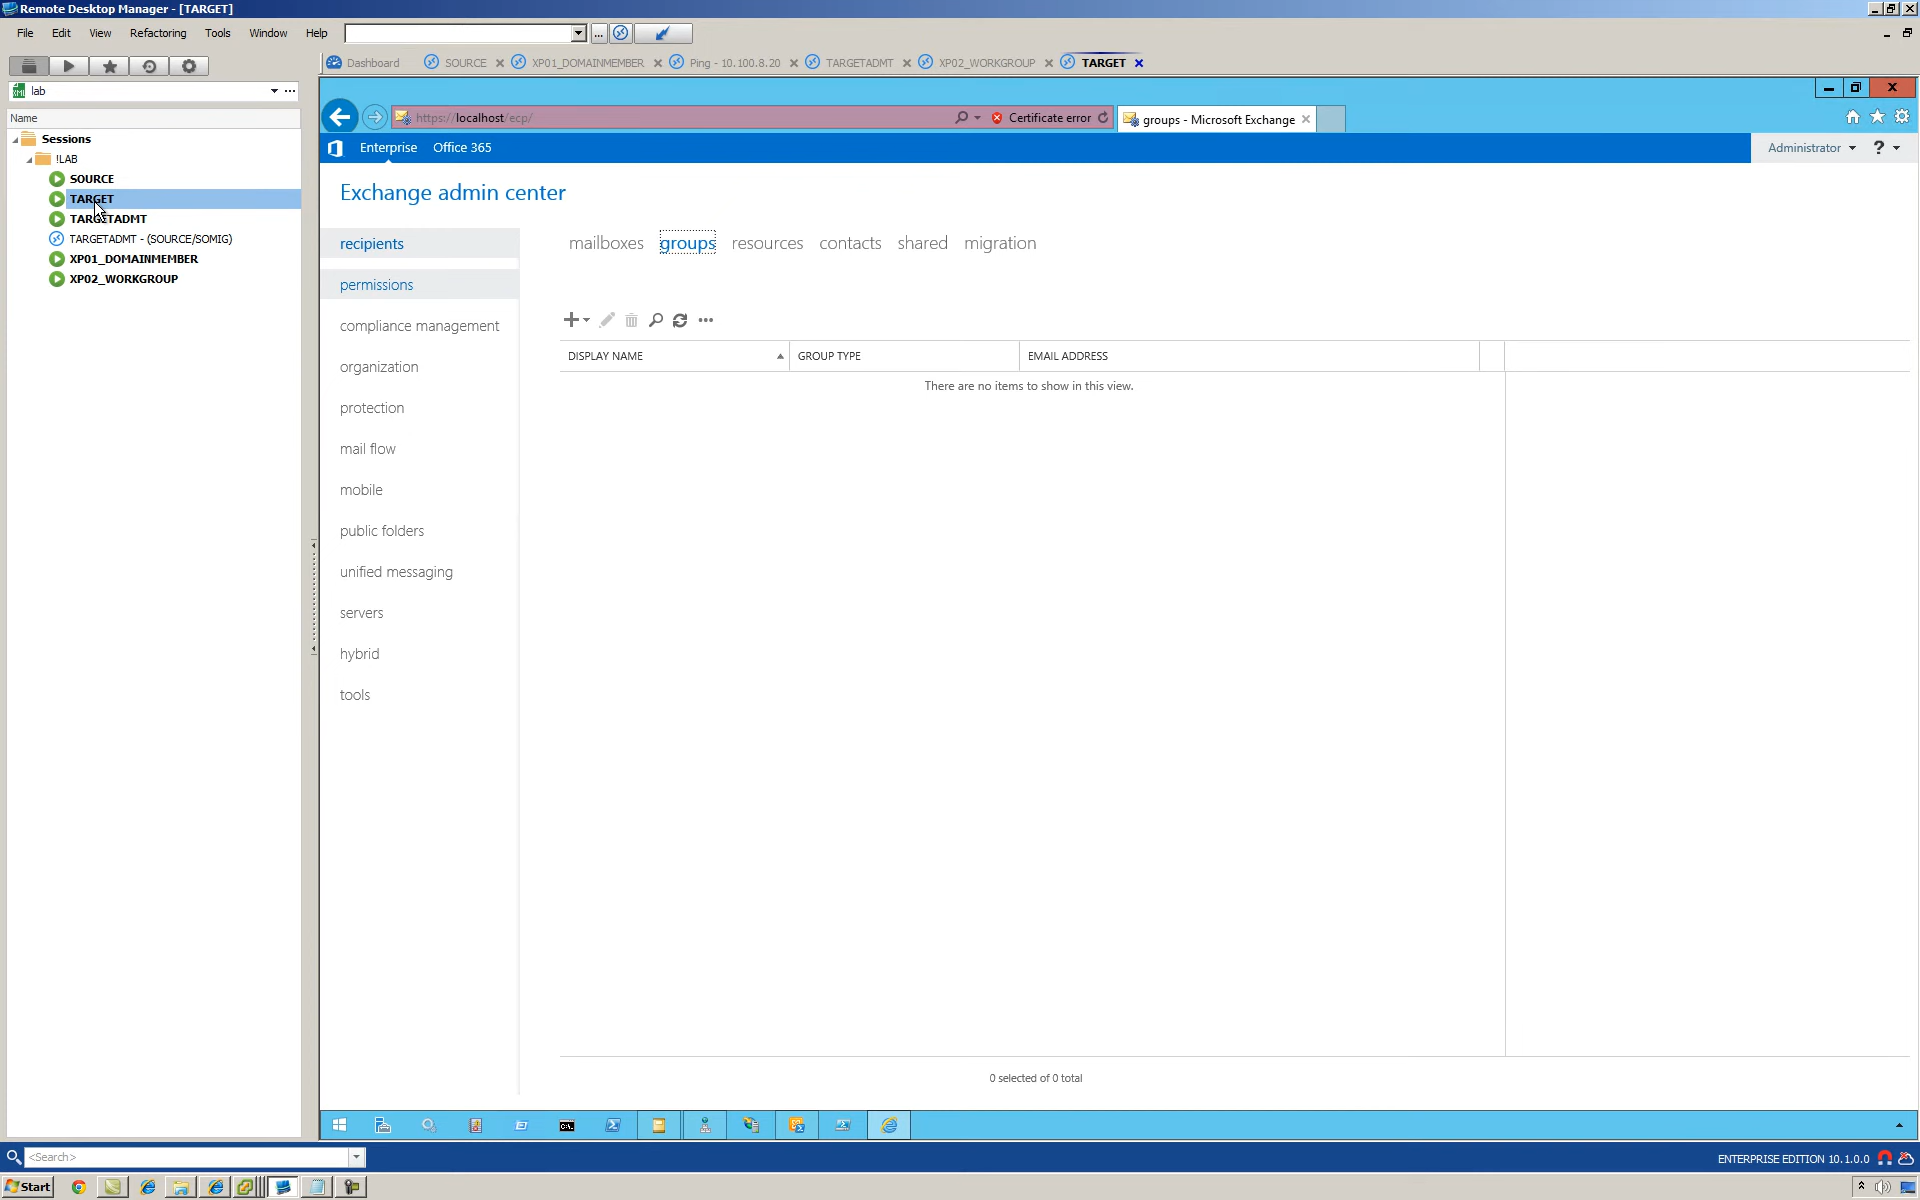 Remote Desktop Manager - [TARGET]
File Edit View Refactoring Tools Window Help
Dashboard SOURCE XP01_DOMAINMEMBER Ping - 10.100.8.20 TARGETADMT XP02_WORKGROUP TARGET
lab
Name
Sessions
!LAB
SOURCE
TARGET
TARGETADMT
TARGETADMT - (SOURCE/SOMIG)
XP01_DOMAINMEMBER
XP02_WORKGROUP
https://localhost/ecp/ Certificate error groups - Microsoft Exchange
Enterprise Office 365 Administrator ?
Exchange admin center
recipients
permissions
compliance management
organization
protection
mail flow
mobile
public folders
unified messaging
servers
hybrid
tools
mailboxes groups resources contacts shared migration
DISPLAY NAME GROUP TYPE EMAIL ADDRESS
There are no items to show in this view.
0 selected of 0 total
<Search>
ENTERPRISE EDITION 10.1.0.0
Start